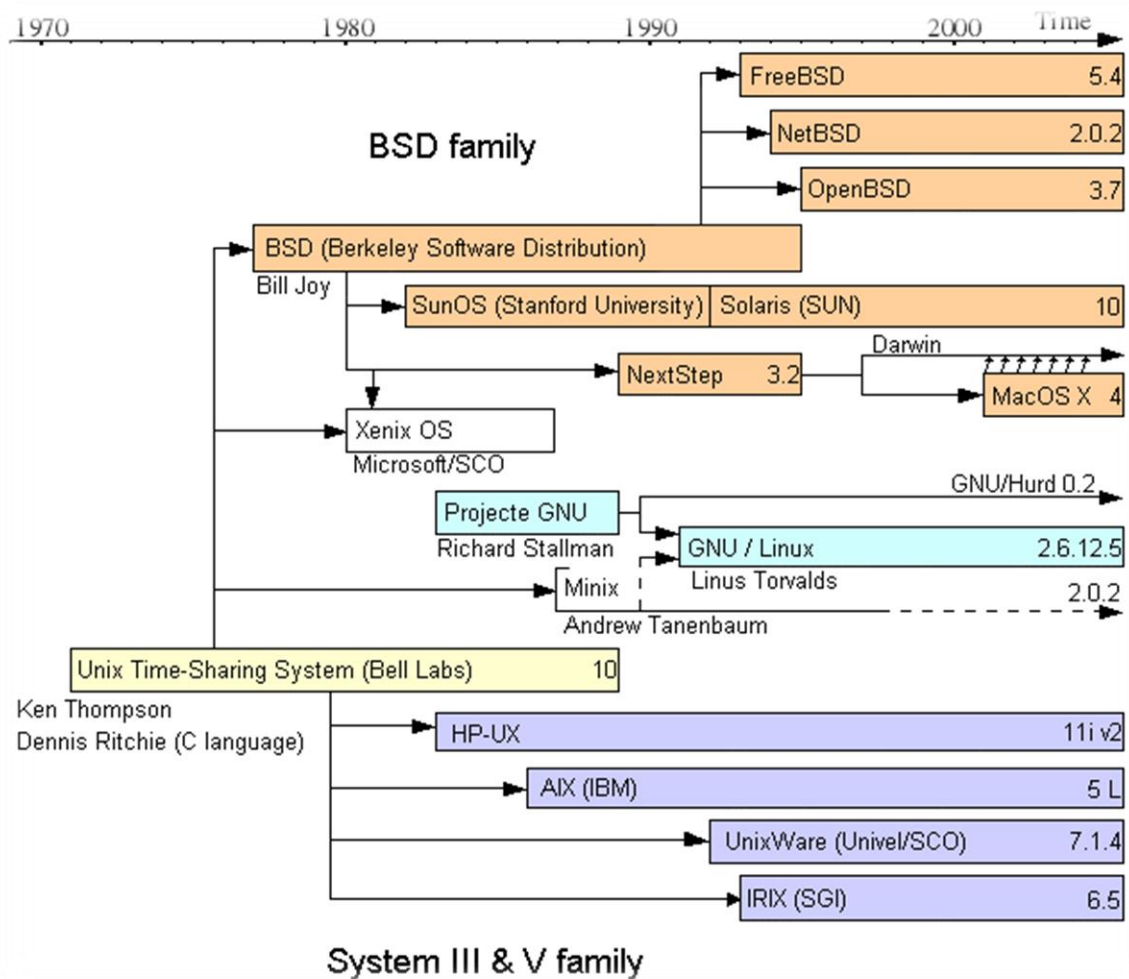 1970 1980 1990 2000 Time
FreeBSD 5.4
BSD family
NetBSD 2.0.2
OpenBSD 3.7
BSD (Berkeley Software Distribution)
Bill Joy
SunOS (Stanford University) Solaris (SUN) 10
Darwin
NextStep 3.2
MacOS X 4
Xenix OS
Microsoft/SCO
GNU/Hurd 0.2
Projecte GNU
Richard Stallman
GNU / Linux 2.6.12.5
Linus Torvalds
Minix 2.0.2
Andrew Tanenbaum
Unix Time-Sharing System (Bell Labs) 10
Ken Thompson
Dennis Ritchie (C language)
HP-UX 11i v2
AIX (IBM) 5 L
UnixWare (Univel/SCO) 7.1.4
IRIX (SGI) 6.5
System III & V family